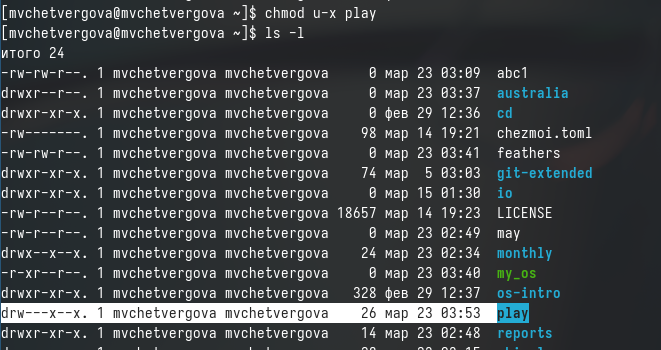 [mvchetvergova@mvchetvergova ~]$ chmod u-x play
[mvchetvergova@mvchetvergova ~]$ ls -l
итого 24
-rw-rw-r--. 1 mvchetvergova mvchetvergova     0 мар 23 03:09 abc1
drwxr--r--. 1 mvchetvergova mvchetvergova     0 мар 23 03:37 australia
drwxr-xr-x. 1 mvchetvergova mvchetvergova     0 фев 29 12:36 cd
-rw-------. 1 mvchetvergova mvchetvergova    98 мар 14 19:21 chezmoi.toml
-rw-rw-r--. 1 mvchetvergova mvchetvergova     0 мар 23 03:41 feathers
drwxr-xr-x. 1 mvchetvergova mvchetvergova    74 мар  5 03:03 git-extended
drwxr-xr-x. 1 mvchetvergova mvchetvergova     0 мар 15 01:30 io
-rw-r--r--. 1 mvchetvergova mvchetvergova 18657 мар 14 19:23 LICENSE
-rw-r--r--. 1 mvchetvergova mvchetvergova     0 мар 23 02:49 may
drwx--x--x. 1 mvchetvergova mvchetvergova    24 мар 23 02:34 monthly
-r-xr--r--. 1 mvchetvergova mvchetvergova     0 мар 23 03:40 my_os
drwxr-xr-x. 1 mvchetvergova mvchetvergova   328 фев 29 12:37 os-intro
drw---x--x. 1 mvchetvergova mvchetvergova    26 мар 23 03:53 play
drwxr-xr-x. 1 mvchetvergova mvchetvergova    14 мар 23 02:48 reports